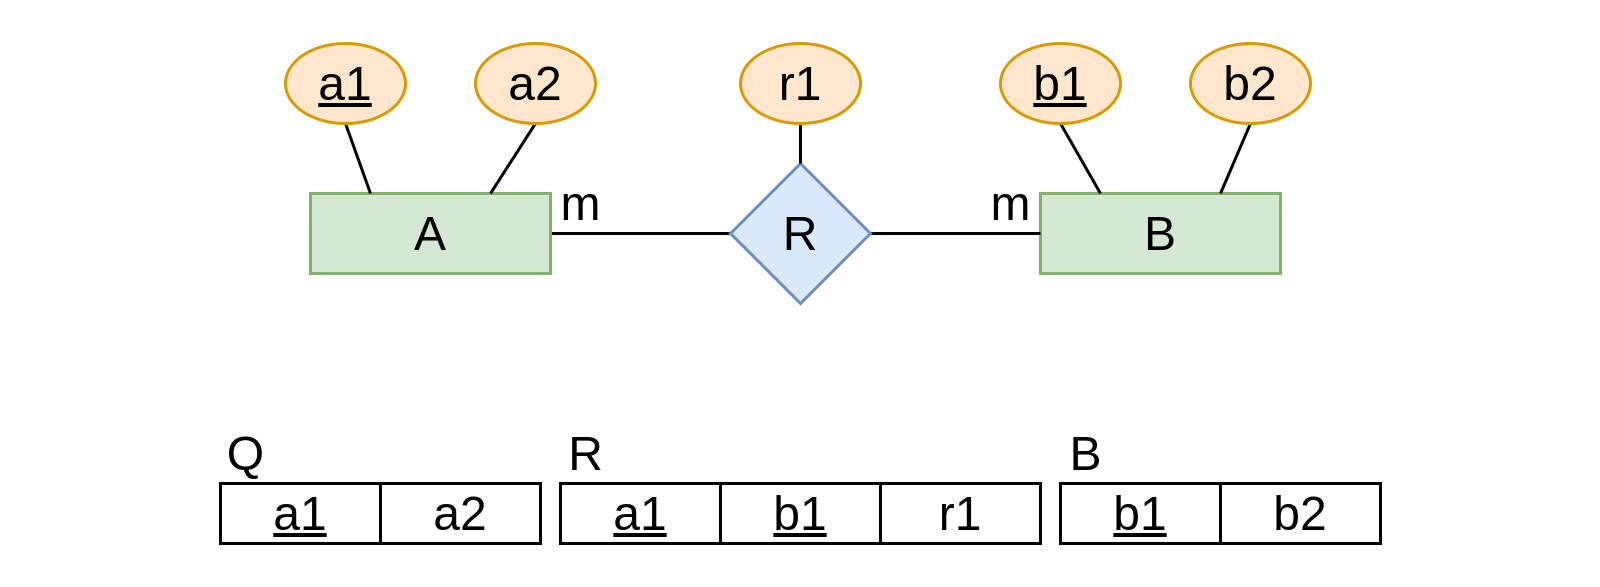 a1 a2 r1 b1 b2
m m
A R B
Q R B
a1 a2 a1 b1 r1 b1 b2